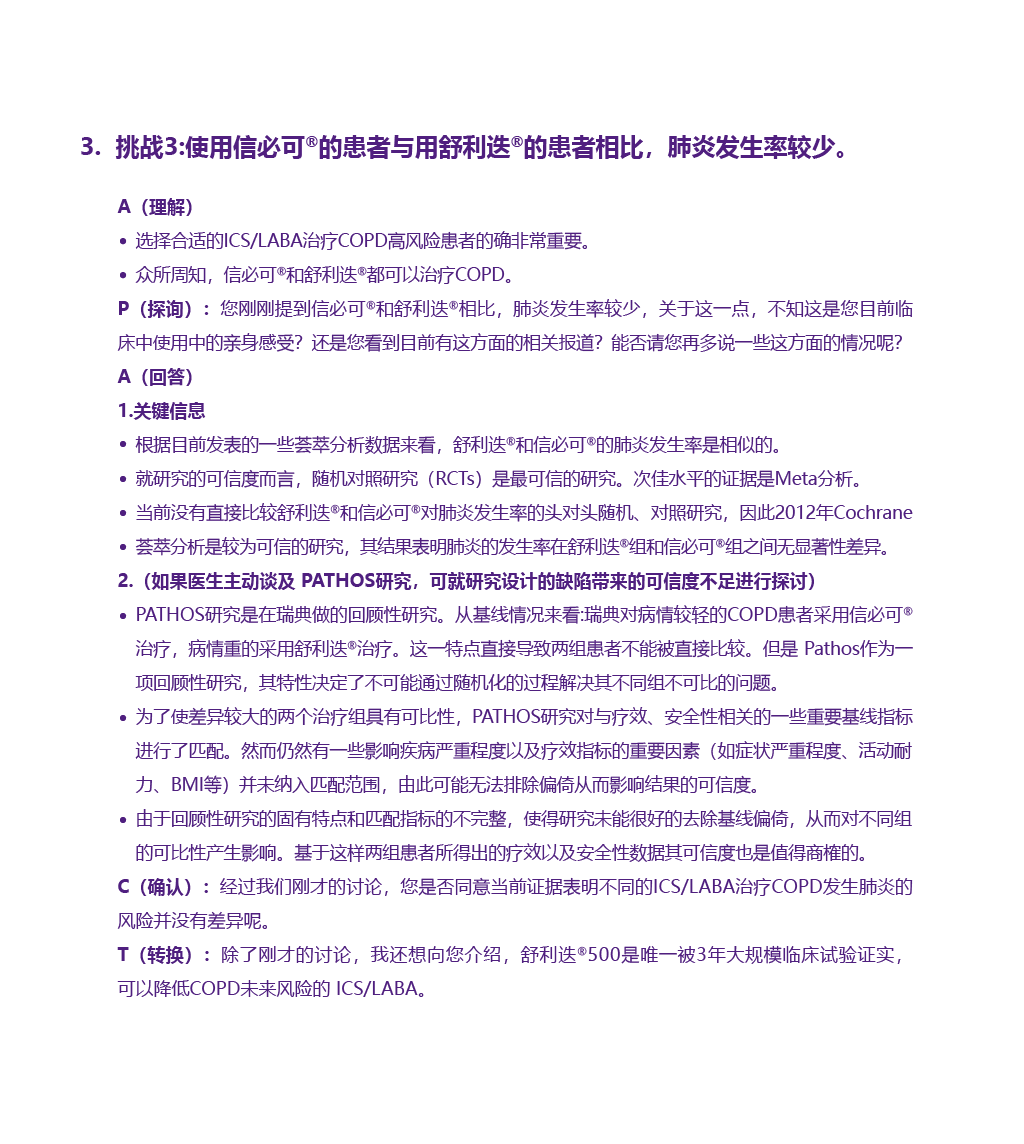 3. 挑战3:使用信必可®的患者与用舒利迭®的患者相比，肺炎发生率较少。
A（理解）
• 选择合适的ICS/LABA治疗COPD高风险患者的确非常重要。
• 众所周知，信必可®和舒利迭®都可以治疗COPD。
P（探询）：您刚刚提到信必可®和舒利迭®相比，肺炎发生率较少，关于这一点，不知这是您目前临
床中使用中的亲身感受？还是您看到目前有这方面的相关报道？能否请您再多说一些这方面的情况呢？
A（回答）
1.关键信息
• 根据目前发表的一些荟萃分析数据来看，舒利迭®和信必可®的肺炎发生率是相似的。
• 就研究的可信度而言，随机对照研究（RCTs）是最可信的研究。次佳水平的证据是Meta分析。
• 当前没有直接比较舒利迭®和信必可®对肺炎发生率的头对头随机、对照研究，因此2012年Cochrane
• 荟萃分析是较为可信的研究，其结果表明肺炎的发生率在舒利迭®组和信必可®组之间无显著性差异。
2.（如果医生主动谈及 PATHOS研究，可就研究设计的缺陷带来的可信度不足进行探讨）
• PATHOS研究是在瑞典做的回顾性研究。从基线情况来看:瑞典对病情较轻的COPD患者采用信必可®
治疗，病情重的采用舒利迭®治疗。这一特点直接导致两组患者不能被直接比较。但是 Pathos作为一
项回顾性研究，其特性决定了不可能通过随机化的过程解决其不同组不可比的问题。
• 为了使差异较大的两个治疗组具有可比性，PATHOS研究对与疗效、安全性相关的一些重要基线指标
进行了匹配。然而仍然有一些影响疾病严重程度以及疗效指标的重要因素（如症状严重程度、活动耐
力、BMI等）并未纳入匹配范围，由此可能无法排除偏倚从而影响结果的可信度。
• 由于回顾性研究的固有特点和匹配指标的不完整，使得研究未能很好的去除基线偏倚，从而对不同组
的可比性产生影响。基于这样两组患者所得出的疗效以及安全性数据其可信度也是值得商榷的。
C（确认）：经过我们刚才的讨论，您是否同意当前证据表明不同的ICS/LABA治疗COPD发生肺炎的
风险并没有差异呢。
T（转换）：除了刚才的讨论，我还想向您介绍，舒利迭®500是唯一被3年大规模临床试验证实，
可以降低COPD未来风险的 ICS/LABA。